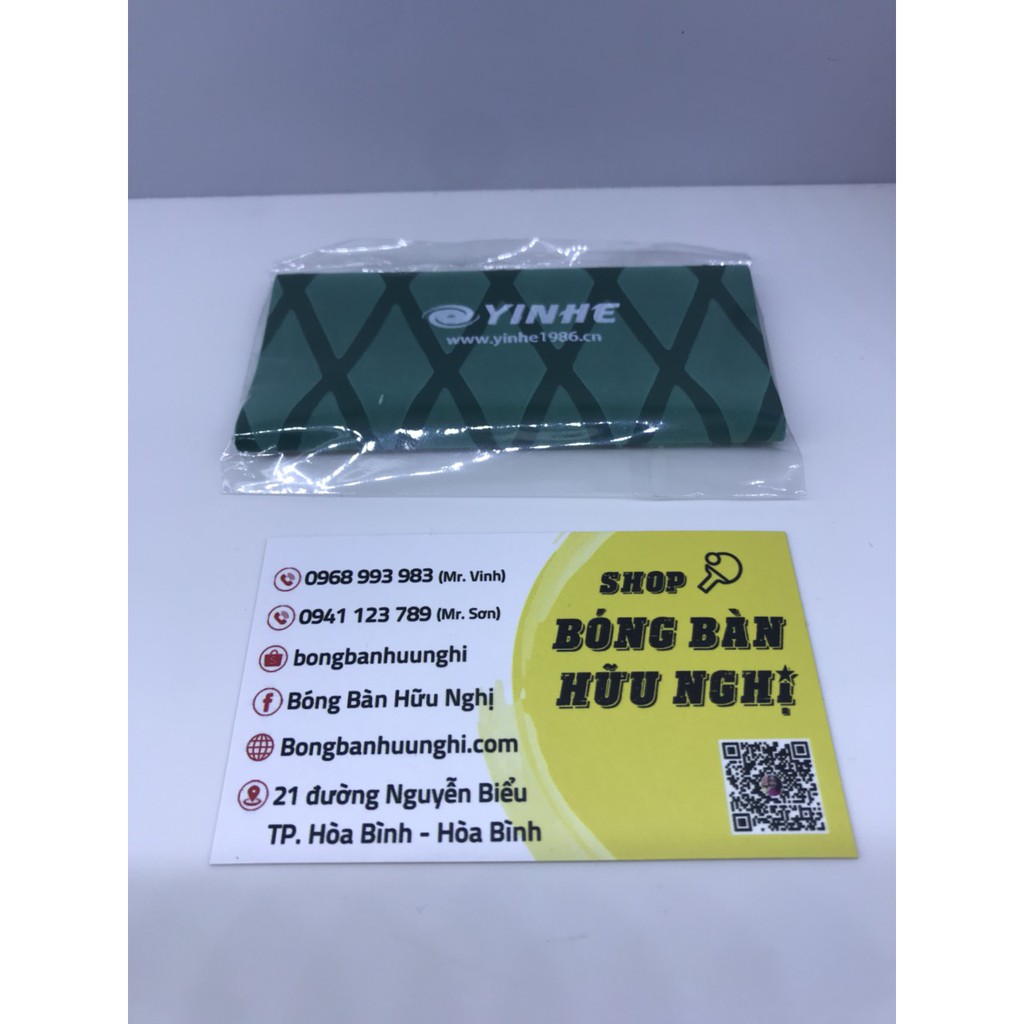 YINHE
www.yinhe1986.cn
0968 993 983 (Mr. Vinh)
0941 123 789 (Mr. Sơn)
bongbanhuunghi
Bóng Bàn Hữu Nghị
Bongbanhuunghi.com
21 đường Nguyễn Biểu
TP. Hòa Bình - Hòa Bình
SHOP
BÓNG BÀN
HỮU NGHỊ